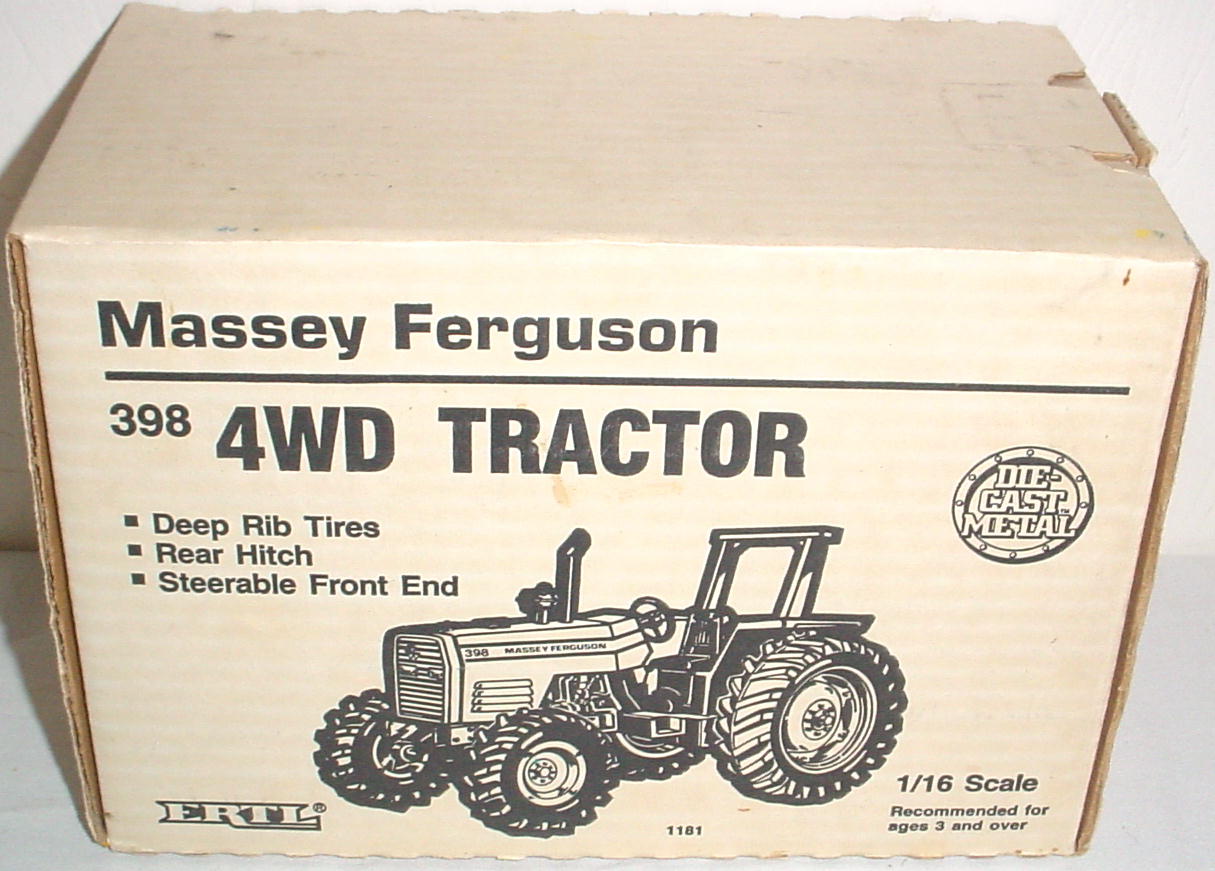 Massey Ferguson
398 4WD TRACTOR
▪ Deep Rib Tires
▪ Rear Hitch
▪ Steerable Front End
DIE-
CAST
METAL™
398 MASSEY FERGUSON
ERTL®
1181
1/16 Scale
Recommended for
ages 3 and over